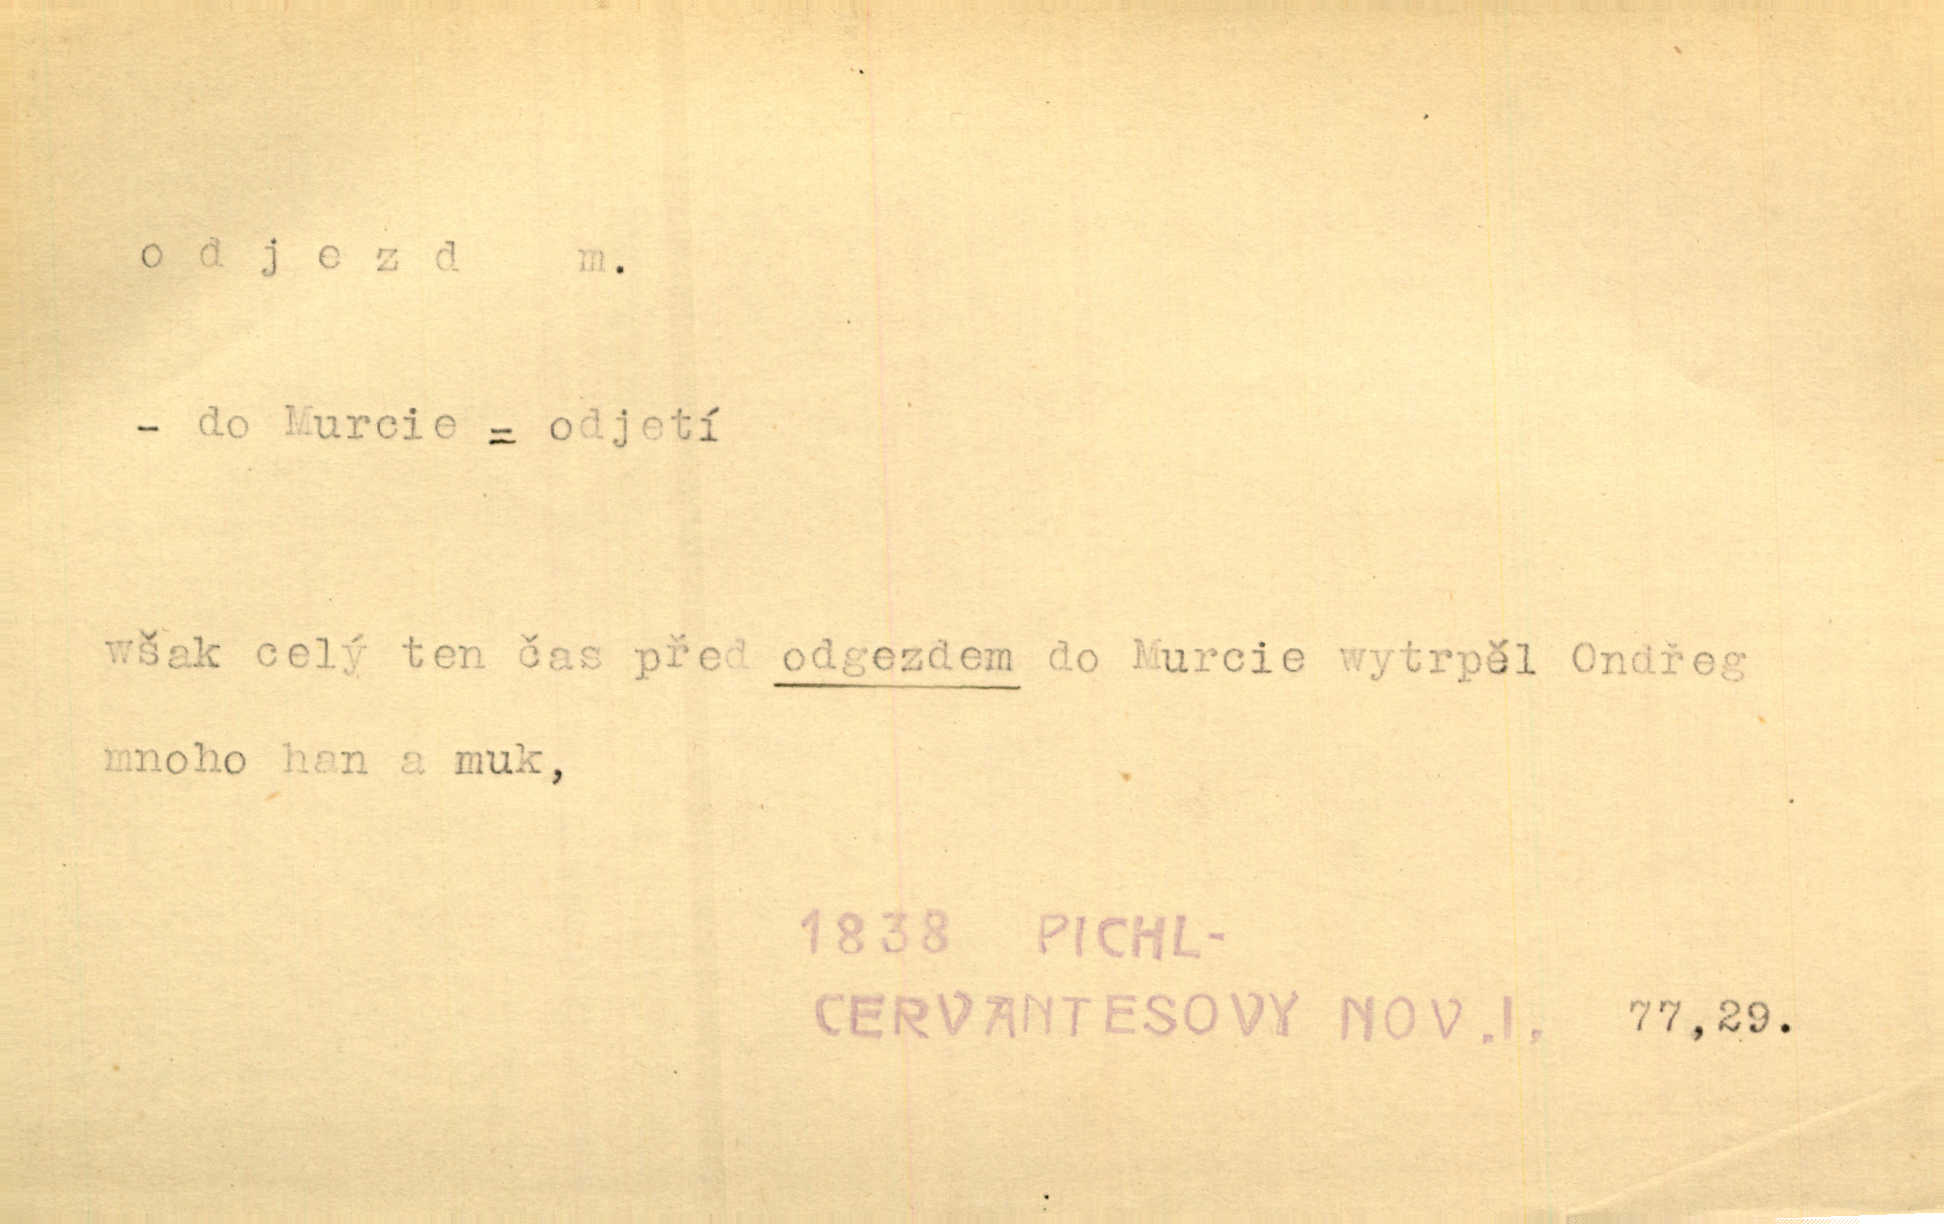 odjezd m.
- do Murcie = odjetí
wšak celý ten čas před odgezdem do Murcie wytrpěl Ondřeg
mnoho han a muk,
1838 PICHL-
CERVANTESOVY NOV.I. 77,29.